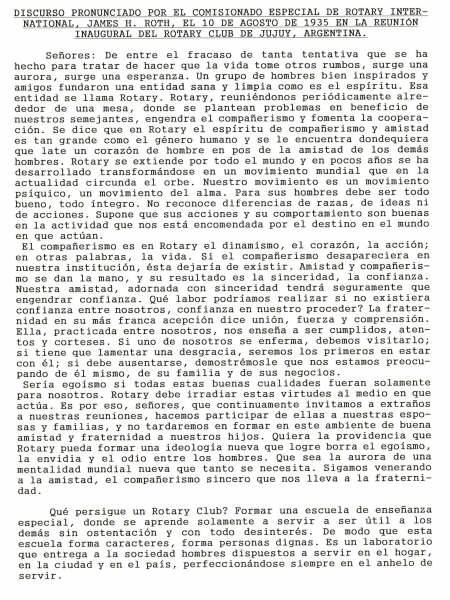 DISCURSO PRONUNCIADO POR EL COMISIONADO ESPECIAL DE ROTARY INTER-
NATIONAL, JAMES H. ROTH, EL 10 DE AGOSTO DE 1935 EN LA REUNIÓN
INAUGURAL DEL ROTARY CLUB DE JUJUY, ARGENTINA.
Señores: De entre el fracaso de tanta tentativa que se ha
hecho para tratar de hacer que la vida tome otros rumbos, surge una
aurora, surge una esperanza. Un grupo de hombres bien inspirados y
amigos fundaron una entidad sana y limpia como es el espíritu. Esa
entidad se llama Rotary. Rotary, reuniéndonos periódicamente alre-
dedor de una mesa, donde se plantean problemas en beneficio de
nuestros semejantes, engendra el compañerismo y fomenta la coopera-
ción. Se dice que en Rotary el espíritu de compañerismo y amistad
es tan grande como el género humano y se le encuentra dondequiera
que late un corazón de hombre en pos de la amistad de los demás
hombres. Rotary se extiende por todo el mundo y en pocos años se ha
desarrollado transformándose en un movimiento mundial que en la
actualidad circunda el orbe. Nuestro movimiento es un movimiento
psíquico, un movimiento del alma. Para sus hombres debe ser todo
bueno, todo íntegro. No reconoce diferencias de razas, de ideas ni
de acciones. Supone que sus acciones y su comportamiento son buenas
en la actividad que nos está encomendada por el destino en el mundo
en que actúan.
El compañerismo es en Rotary el dinamismo, el corazón, la acción;
en otras palabras, la vida. Si el compañerismo desapareciera en
nuestra institución, ésta dejaría de existir. Amistad y compañeris-
mo se dan la mano, y su resultado es la sinceridad, la confianza.
Nuestra amistad, adornada con sinceridad tendrá seguramente que
engendrar confianza. Qué labor podríamos realizar si no existiera
confianza entre nosotros, confianza en nuestro proceder? La frater-
nidad en su más franca acepción dice unión, fuerza y comprensión.
Ella, practicada entre nosotros, nos enseña a ser cumplidos, aten-
tos y corteses. Si uno de nosotros se enferma, debemos visitarlo;
si tiene que lamentar una desgracia, seremos los primeros en estar
con él; si debe ausentarse, demostrémosle que nos estamos preocu-
pando de él mismo, de su familia y de sus negocios.
Sería egoísmo si todas estas buenas cualidades fueran solamente
para nosotros. Rotary debe irradiar estas virtudes al medio en que
actúa. Es por eso, señores, que continuamente invitamos a extraños
a nuestras reuniones, hacemos partícipe de ellas a nuestras espo-
sas y familias, y no tardaremos en formar en este ambiente de buena
amistad y fraternidad a nuestros hijos. Quiera la providencia que
Rotary pueda formar una ideología nueva que logre borra el egoísmo,
la envidia y el odio entre los hombres. Que sea la aurora de una
mentalidad mundial nueva que tanto se necesita. Sigamos venerando
a la amistad, el compañerismo sincero que nos lleva a la fraterni-
dad.
Qué persigue un Rotary Club? Formar una escuela de enseñanza
especial, donde se aprende solamente a servir a ser útil a los
demás sin ostentación y con todo desinterés. De modo que esta
escuela forma caracteres, forma personas dignas. Es un laboratorio
que entrega a la sociedad hombres dispuestos a servir en el hogar,
en la ciudad y en el país, perfeccionándose siempre en el anhelo de
servir.